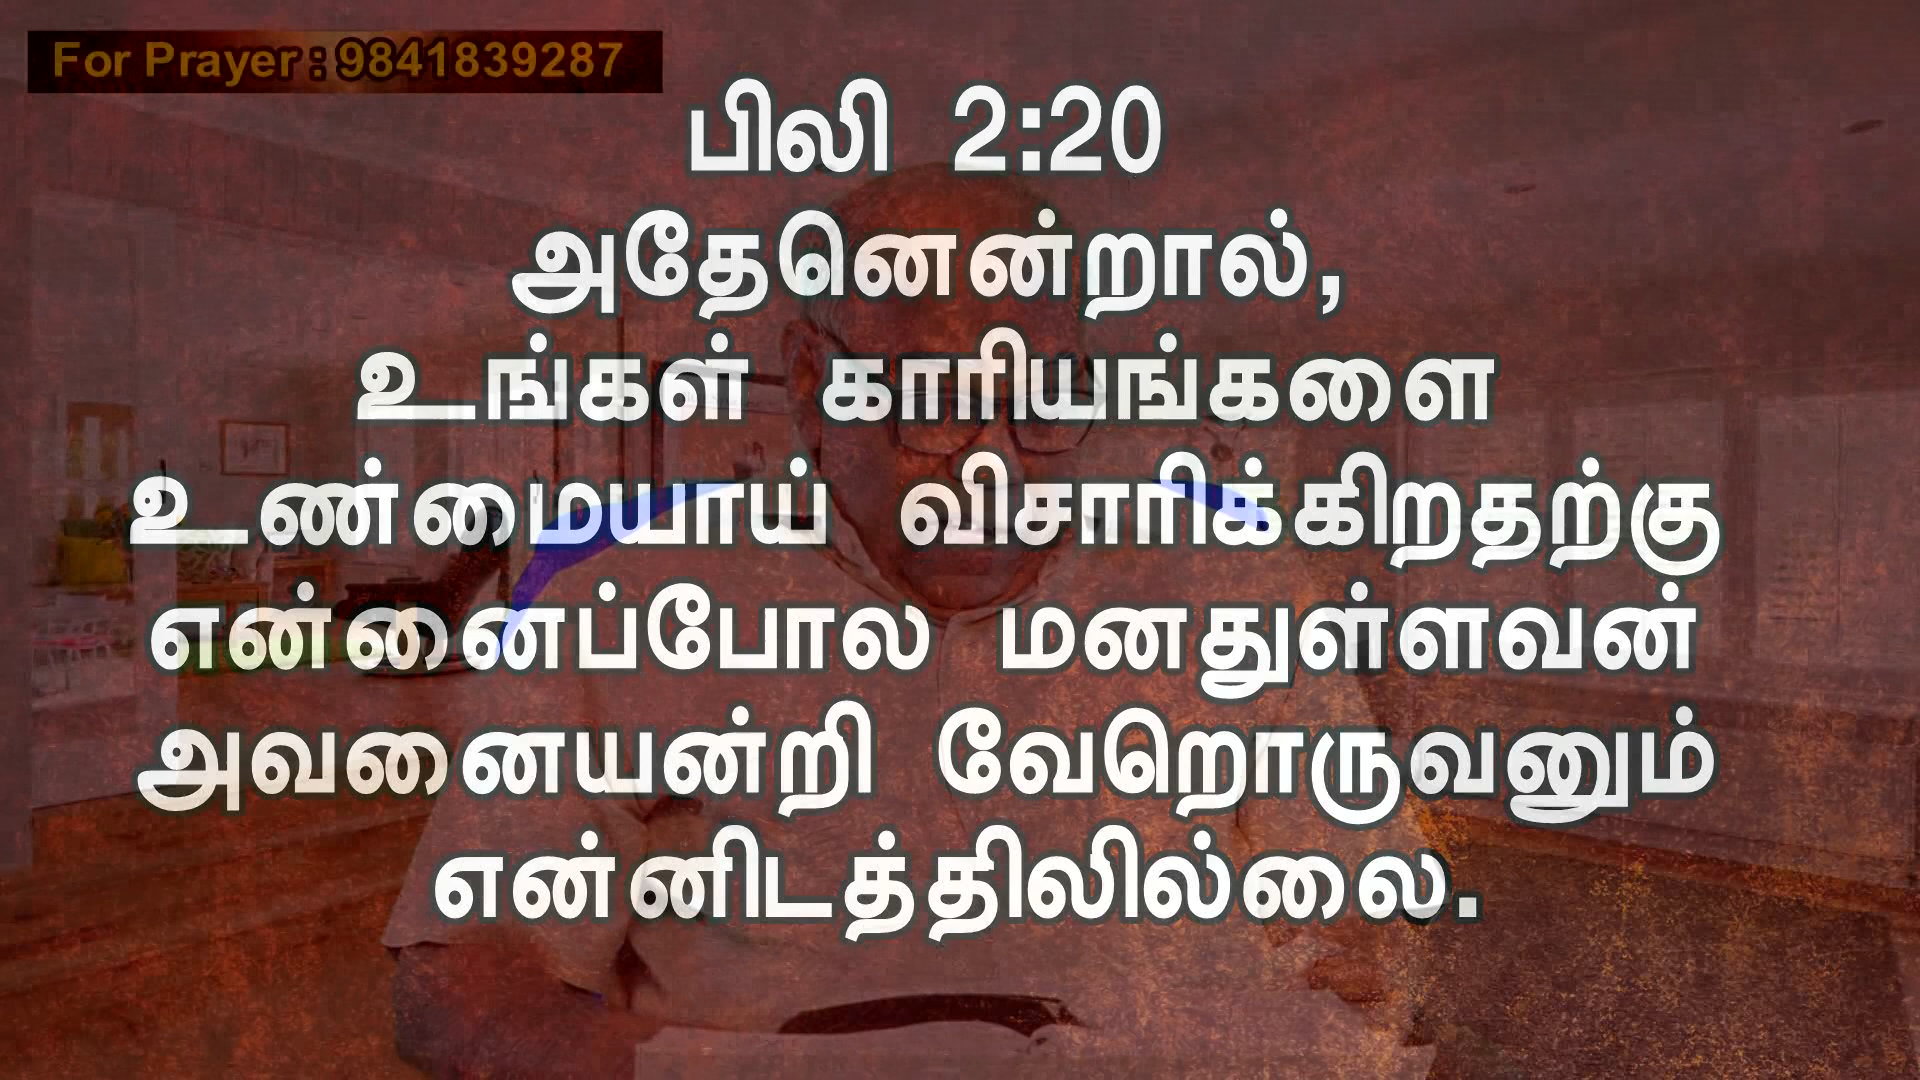 For Prayer : 9841839287
பிலி 2:20
அதேனென்றால்,
உங்கள் காரியங்களை
உண்மையாய் விசாரிக்கிறதற்கு
என்னைப்போல மனதுள்ளவன்
அவனையன்றி வேறொருவனும்
என்னிடத்திலில்லை.